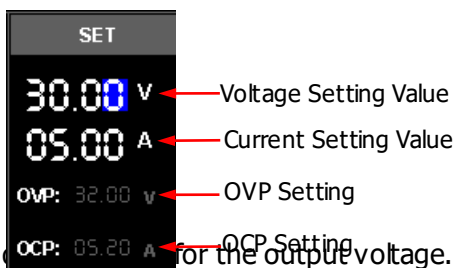 SET
30.00 V Voltage Setting Value
05.00 A Current Setting Value
OVP: 32.00 V OVP Setting
OCP: 05.20 A OCP Setting
for the output voltage.